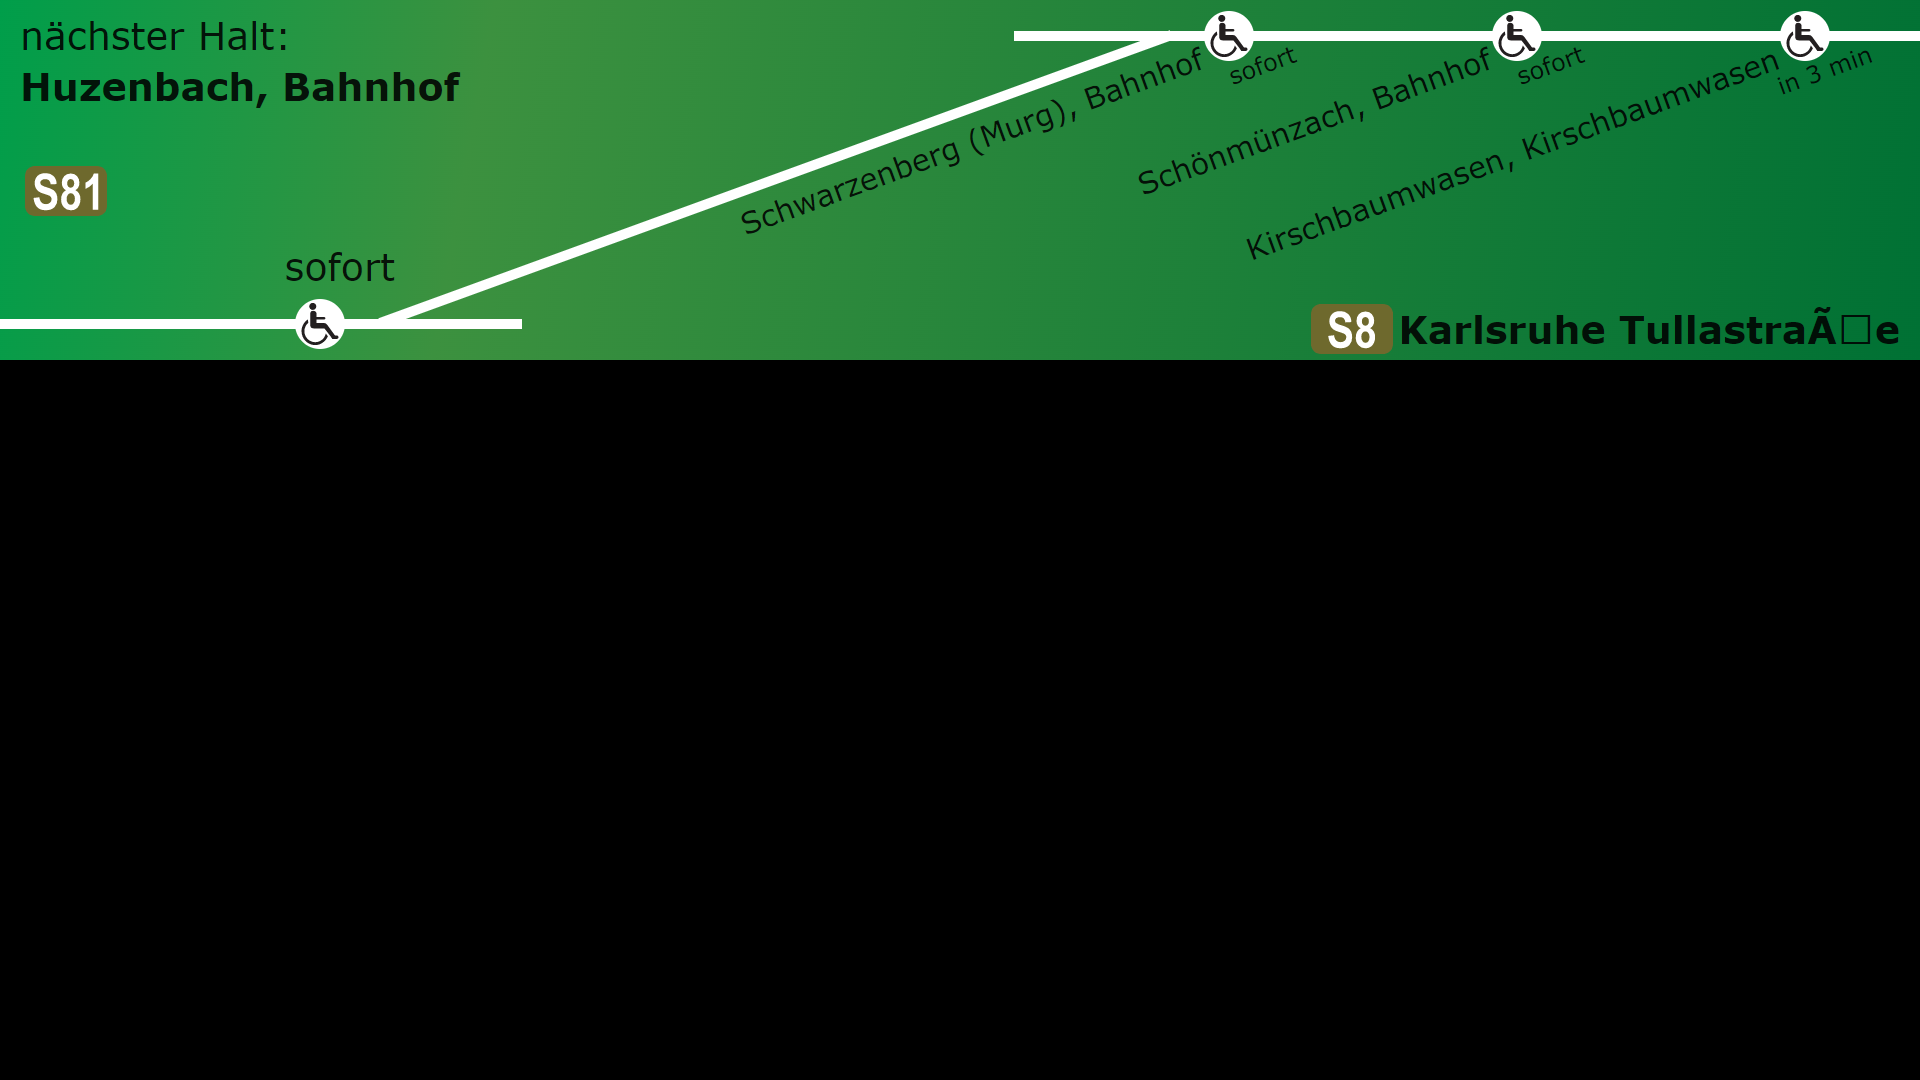 nächster Halt:
Huzenbach, Bahnhof
S81
sofort
Schwarzenberg (Murg), Bahnhof
sofort
Schönmünzach, Bahnhof
sofort
Kirschbaumwasen, Kirschbaumwasen
in 3 min
S8 Karlsruhe TullastraÃ□e